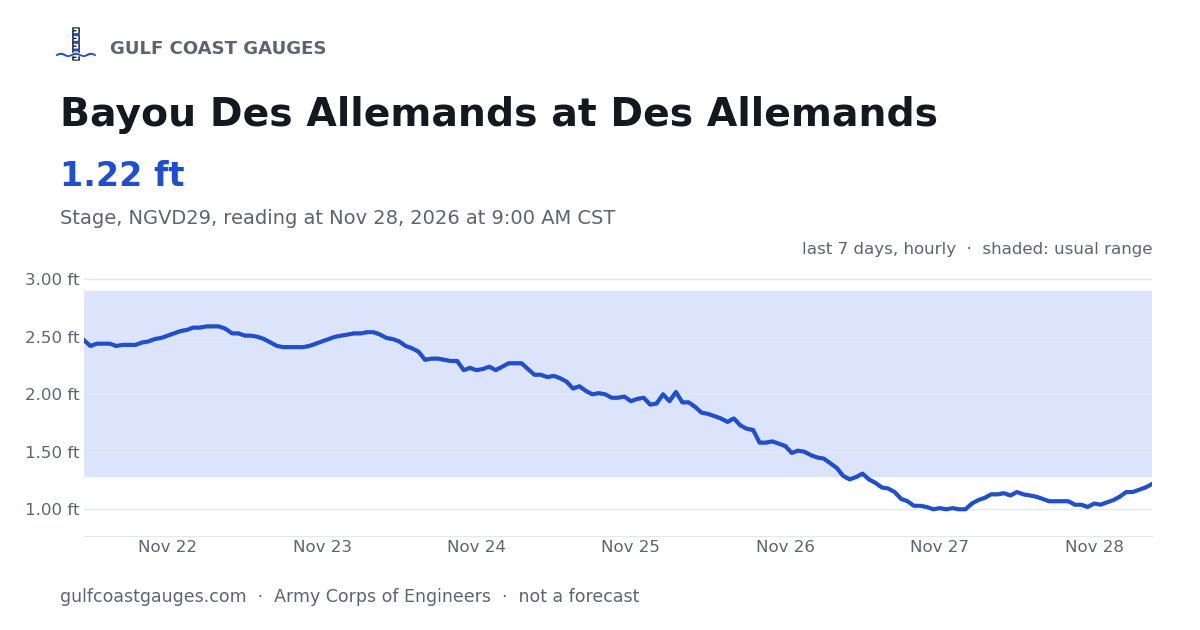 GULF COAST GAUGES
Bayou Des Allemands at Des Allemands
1.22 ft
Stage, NGVD29, reading at Nov 28, 2026 at 9:00 AM CST
last 7 days, hourly · shaded: usual range
3.00 ft
2.50 ft
2.00 ft
1.50 ft
1.00 ft
Nov 22 Nov 23 Nov 24 Nov 25 Nov 26 Nov 27 Nov 28
gulfcoastgauges.com · Army Corps of Engineers · not a forecast